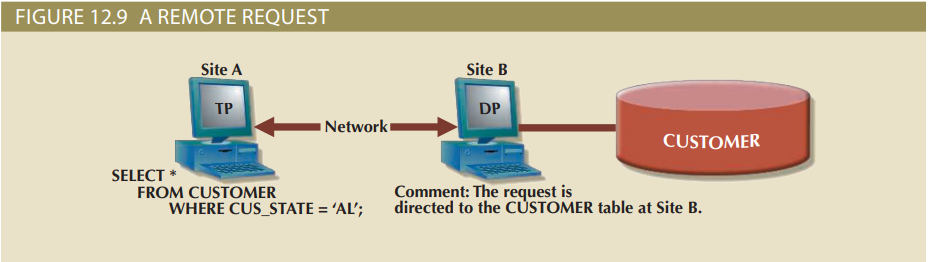 FIGURE 12.9 A REMOTE REQUEST
Site A
Site B
TP
Network
DP
CUSTOMER
SELECT *
FROM CUSTOMER
WHERE CUS_STATE = ‘AL’;
Comment: The request is
directed to the CUSTOMER table at Site B.